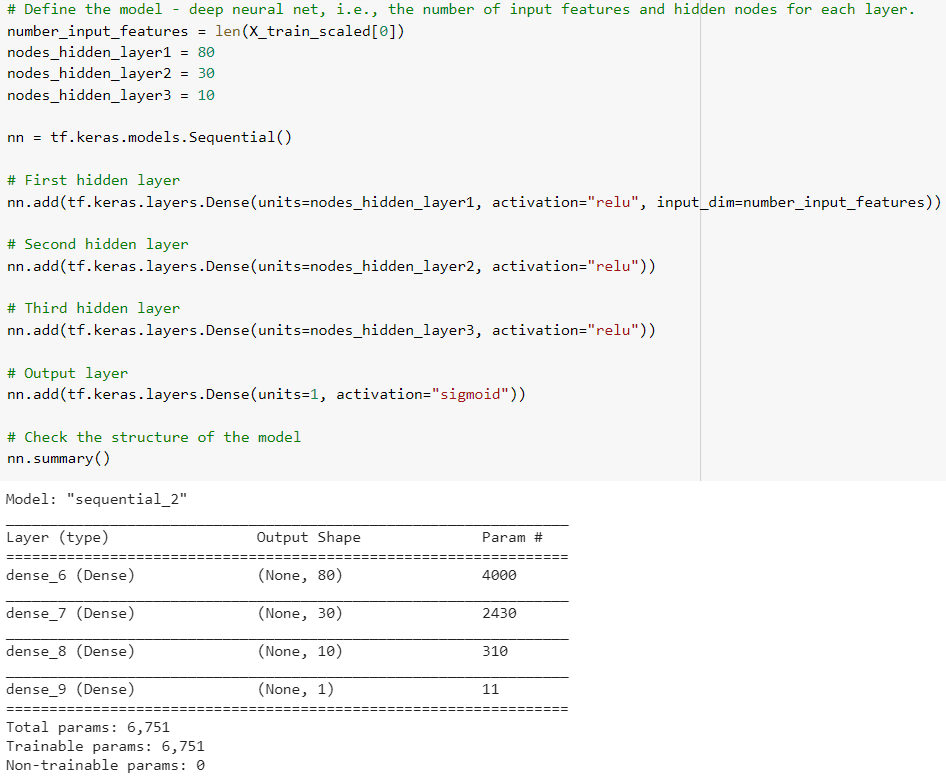 # Define the model - deep neural net, i.e., the number of input features and hidden nodes for each layer.
number_input_features = len(X_train_scaled[0])
nodes_hidden_layer1 = 80
nodes_hidden_layer2 = 30
nodes_hidden_layer3 = 10
nn = tf.keras.models.Sequential()
# First hidden layer
nn.add(tf.keras.layers.Dense(units=nodes_hidden_layer1, activation="relu", input_dim=number_input_features))
# Second hidden layer
nn.add(tf.keras.layers.Dense(units=nodes_hidden_layer2, activation="relu"))
# Third hidden layer
nn.add(tf.keras.layers.Dense(units=nodes_hidden_layer3, activation="relu"))
# Output layer
nn.add(tf.keras.layers.Dense(units=1, activation="sigmoid"))
# Check the structure of the model
nn.summary()
Model: "sequential_2"
_________________________________________________________________
Layer (type) Output Shape Param #
=================================================================
dense_6 (Dense) (None, 80) 4000
_________________________________________________________________
dense_7 (Dense) (None, 30) 2430
_________________________________________________________________
dense_8 (Dense) (None, 10) 310
_________________________________________________________________
dense_9 (Dense) (None, 1) 11
=================================================================
Total params: 6,751
Trainable params: 6,751
Non-trainable params: 0